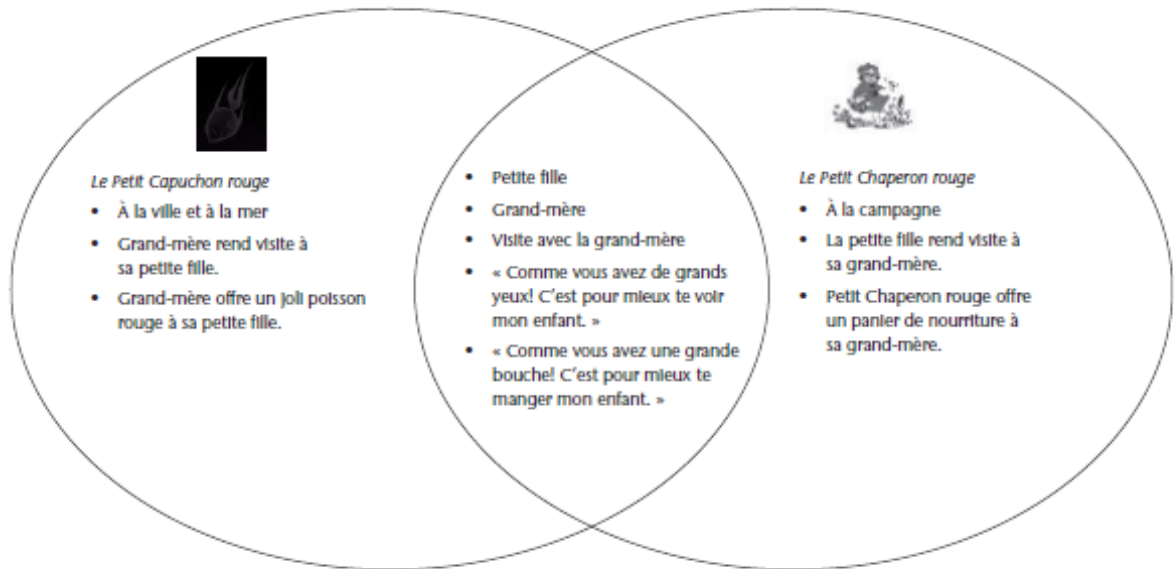 Le Petit Capuchon rouge
• À la ville et à la mer
• Grand-mère rend visite à
sa petite fille.
• Grand-mère offre un joli poisson
rouge à sa petite fille.
• Petite fille
• Grand-mère
• Visite avec la grand-mère
• « Comme vous avez de grands
yeux! C'est pour mieux te voir
mon enfant. »
• « Comme vous avez une grande
bouche! C'est pour mieux te
manger mon enfant. »
Le Petit Chaperon rouge
• À la campagne
• La petite fille rend visite à
sa grand-mère.
• Petit Chaperon rouge offre
un panier de nourriture à
sa grand-mère.